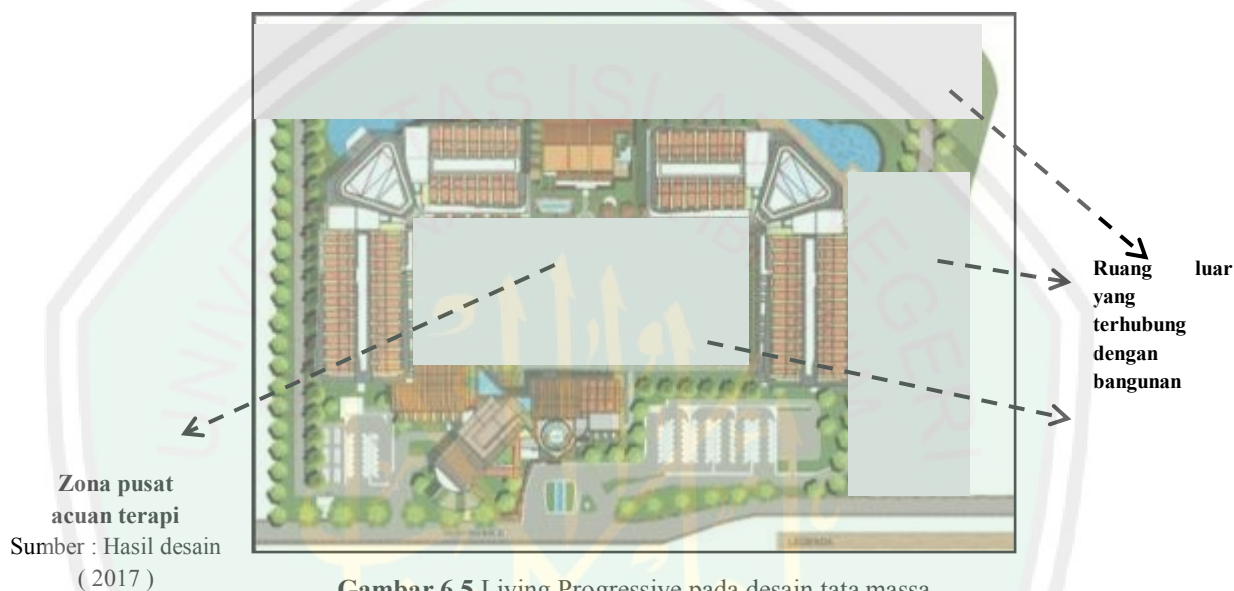 Ruang luar
yang
terhubung
dengan
bangunan
Zona pusat
acuan terapi
Sumber : Hasil desain
( 2017 )
LEGENDA
Gambar 6.5 Living Progressive pada desain tata massa